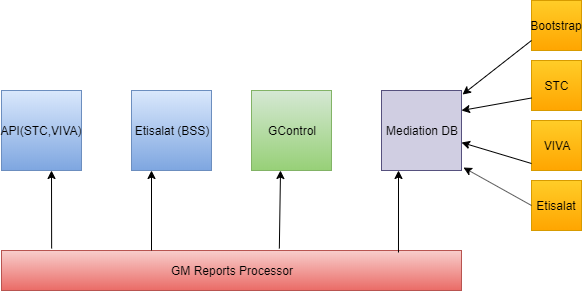 Bootstrap
STC
API(STC,VIVA)
Etisalat (BSS)
GControl
Mediation DB
VIVA
Etisalat
GM Reports Processor